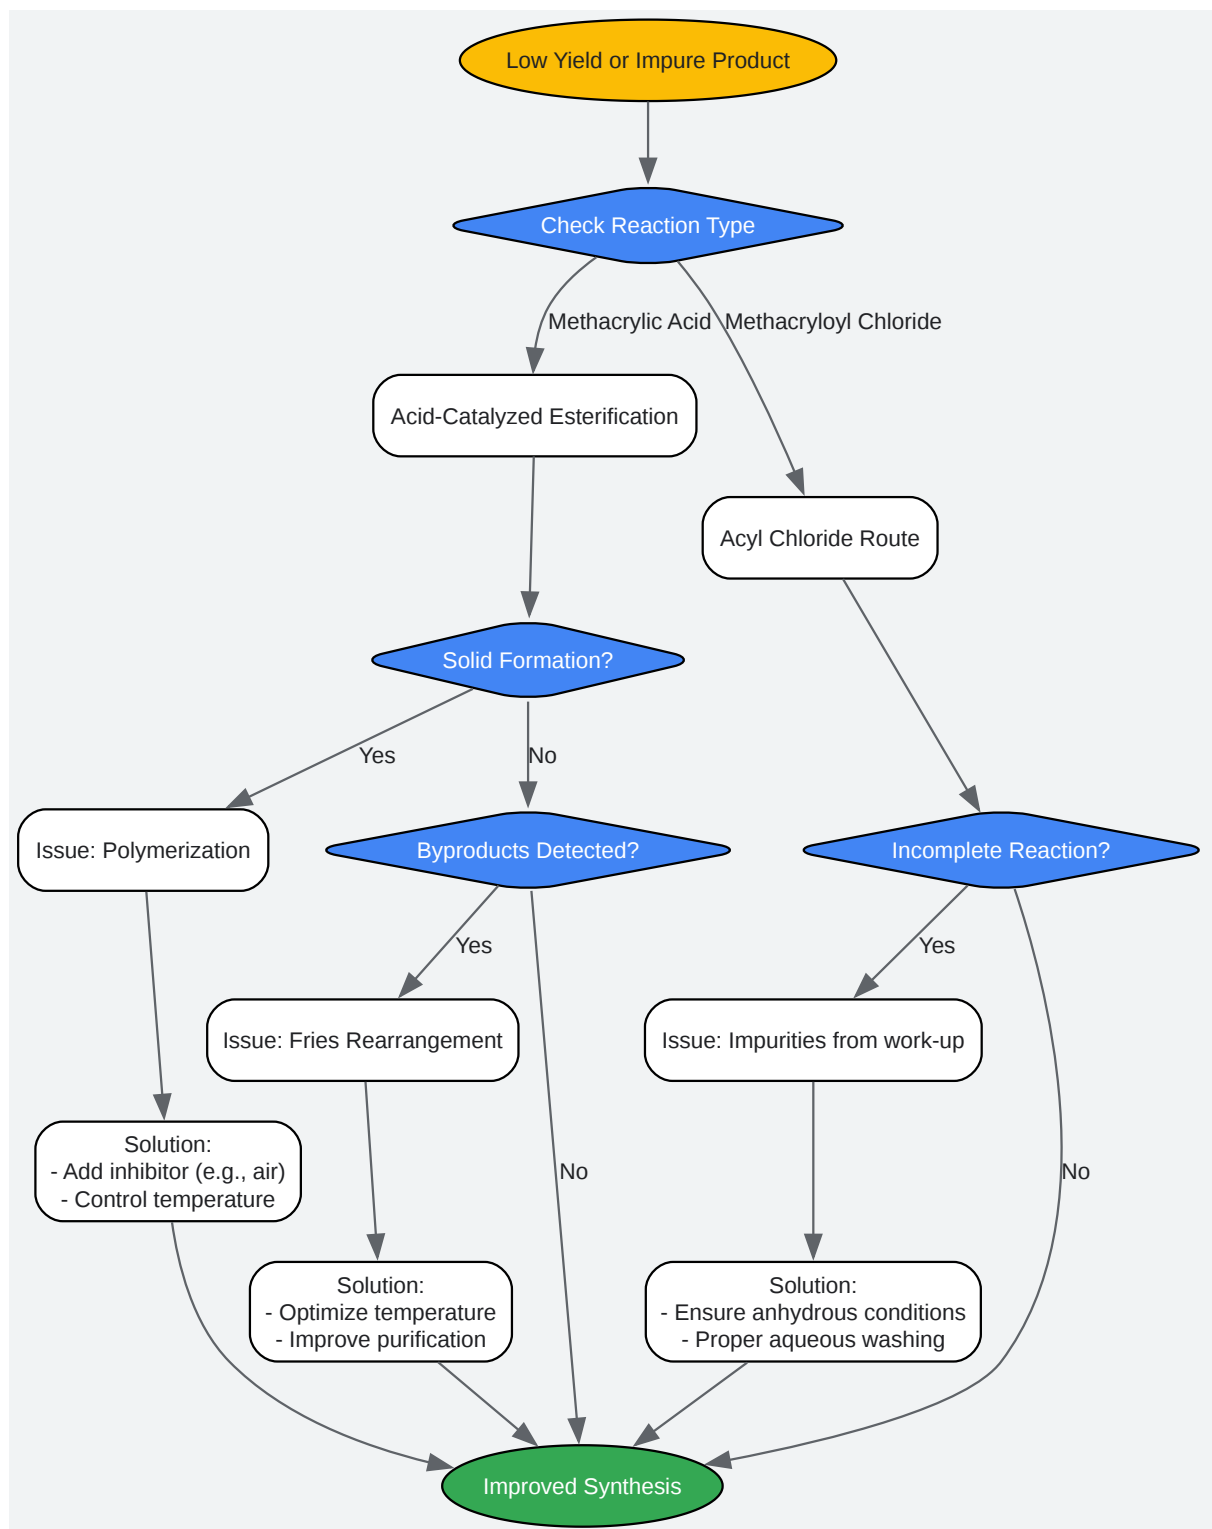 Low Yield or Impure Product
Check Reaction Type
Methacrylic Acid
Methacryloyl Chloride
Acid-Catalyzed Esterification
Acyl Chloride Route
Solid Formation?
Yes
No
Issue: Polymerization
Byproducts Detected?
Incomplete Reaction?
Yes
Yes
Issue: Fries Rearrangement
Issue: Impurities from work-up
Solution:
- Add inhibitor (e.g., air)
- Control temperature
No
No
Solution:
- Optimize temperature
- Improve purification
Solution:
- Ensure anhydrous conditions
- Proper aqueous washing
Improved Synthesis